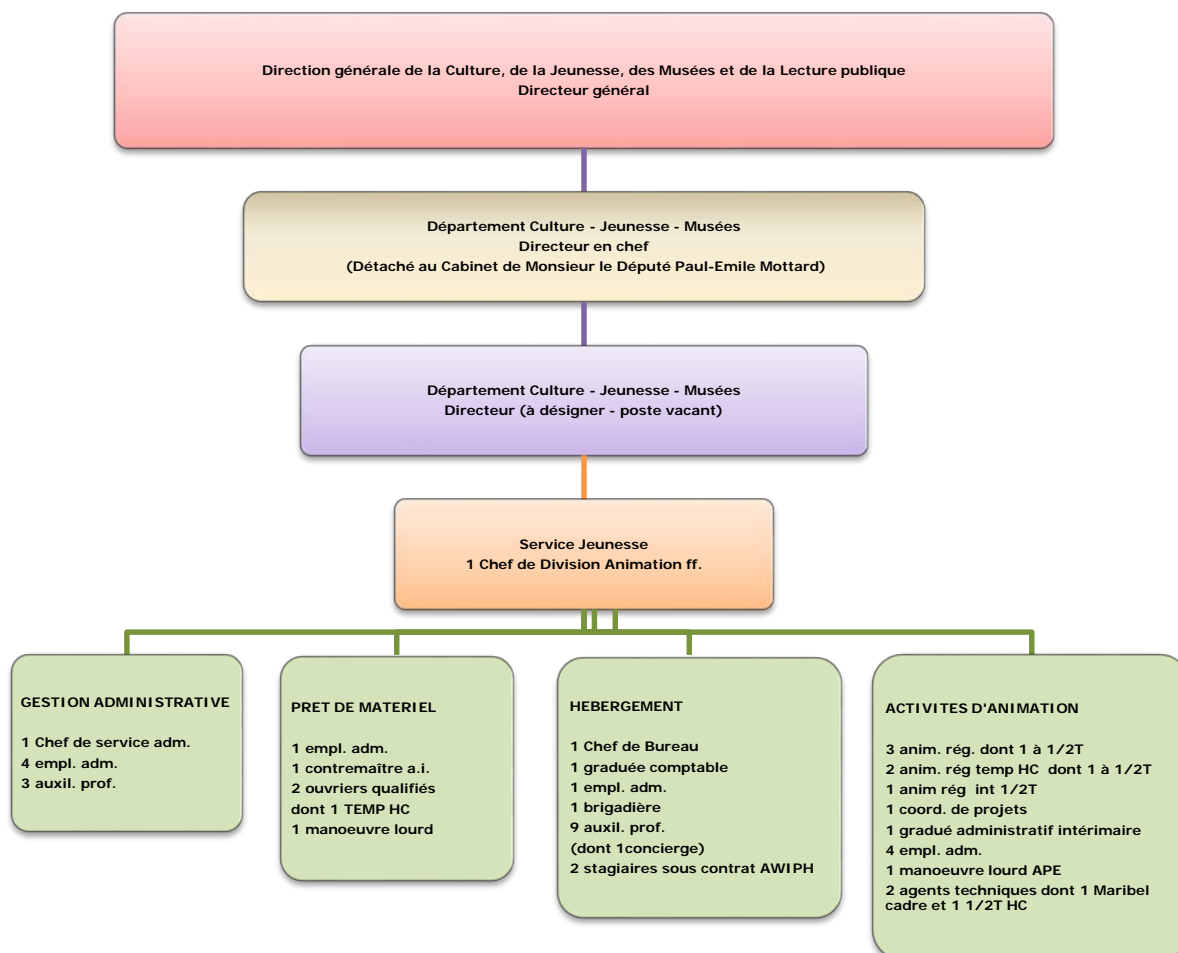 Direction générale de la Culture, de la Jeunesse, des Musées et de la Lecture publique
Directeur général
Département Culture - Jeunesse - Musées
Directeur en chef
(Détaché au Cabinet de Monsieur le Député Paul-Emile Mottard)
Département Culture - Jeunesse - Musées
Directeur (à désigner - poste vacant)
Service Jeunesse
1 Chef de Division Animation ff.
GESTION ADMINISTRATIVE
1 Chef de service adm.
4 empl. adm.
3 auxil. prof.
PRET DE MATERIEL
1 empl. adm.
1 contremaître a.i.
2 ouvriers qualifiés
dont 1 TEMP HC
1 manoeuvre lourd
HEBERGEMENT
1 Chef de Bureau
1 graduée comptable
1 empl. adm.
1 brigadière
9 auxil. prof.
(dont 1concierge)
2 stagiaires sous contrat AWIPH
ACTIVITES D'ANIMATION
3 anim. rég. dont 1 à 1/2T
2 anim. rég temp HC dont 1 à 1/2T
1 anim rég int 1/2T
1 coord. de projets
1 gradué administratif intérimaire
4 empl. adm.
1 manoeuvre lourd APE
2 agents techniques dont 1 Maribel
cadre et 1 1/2T HC